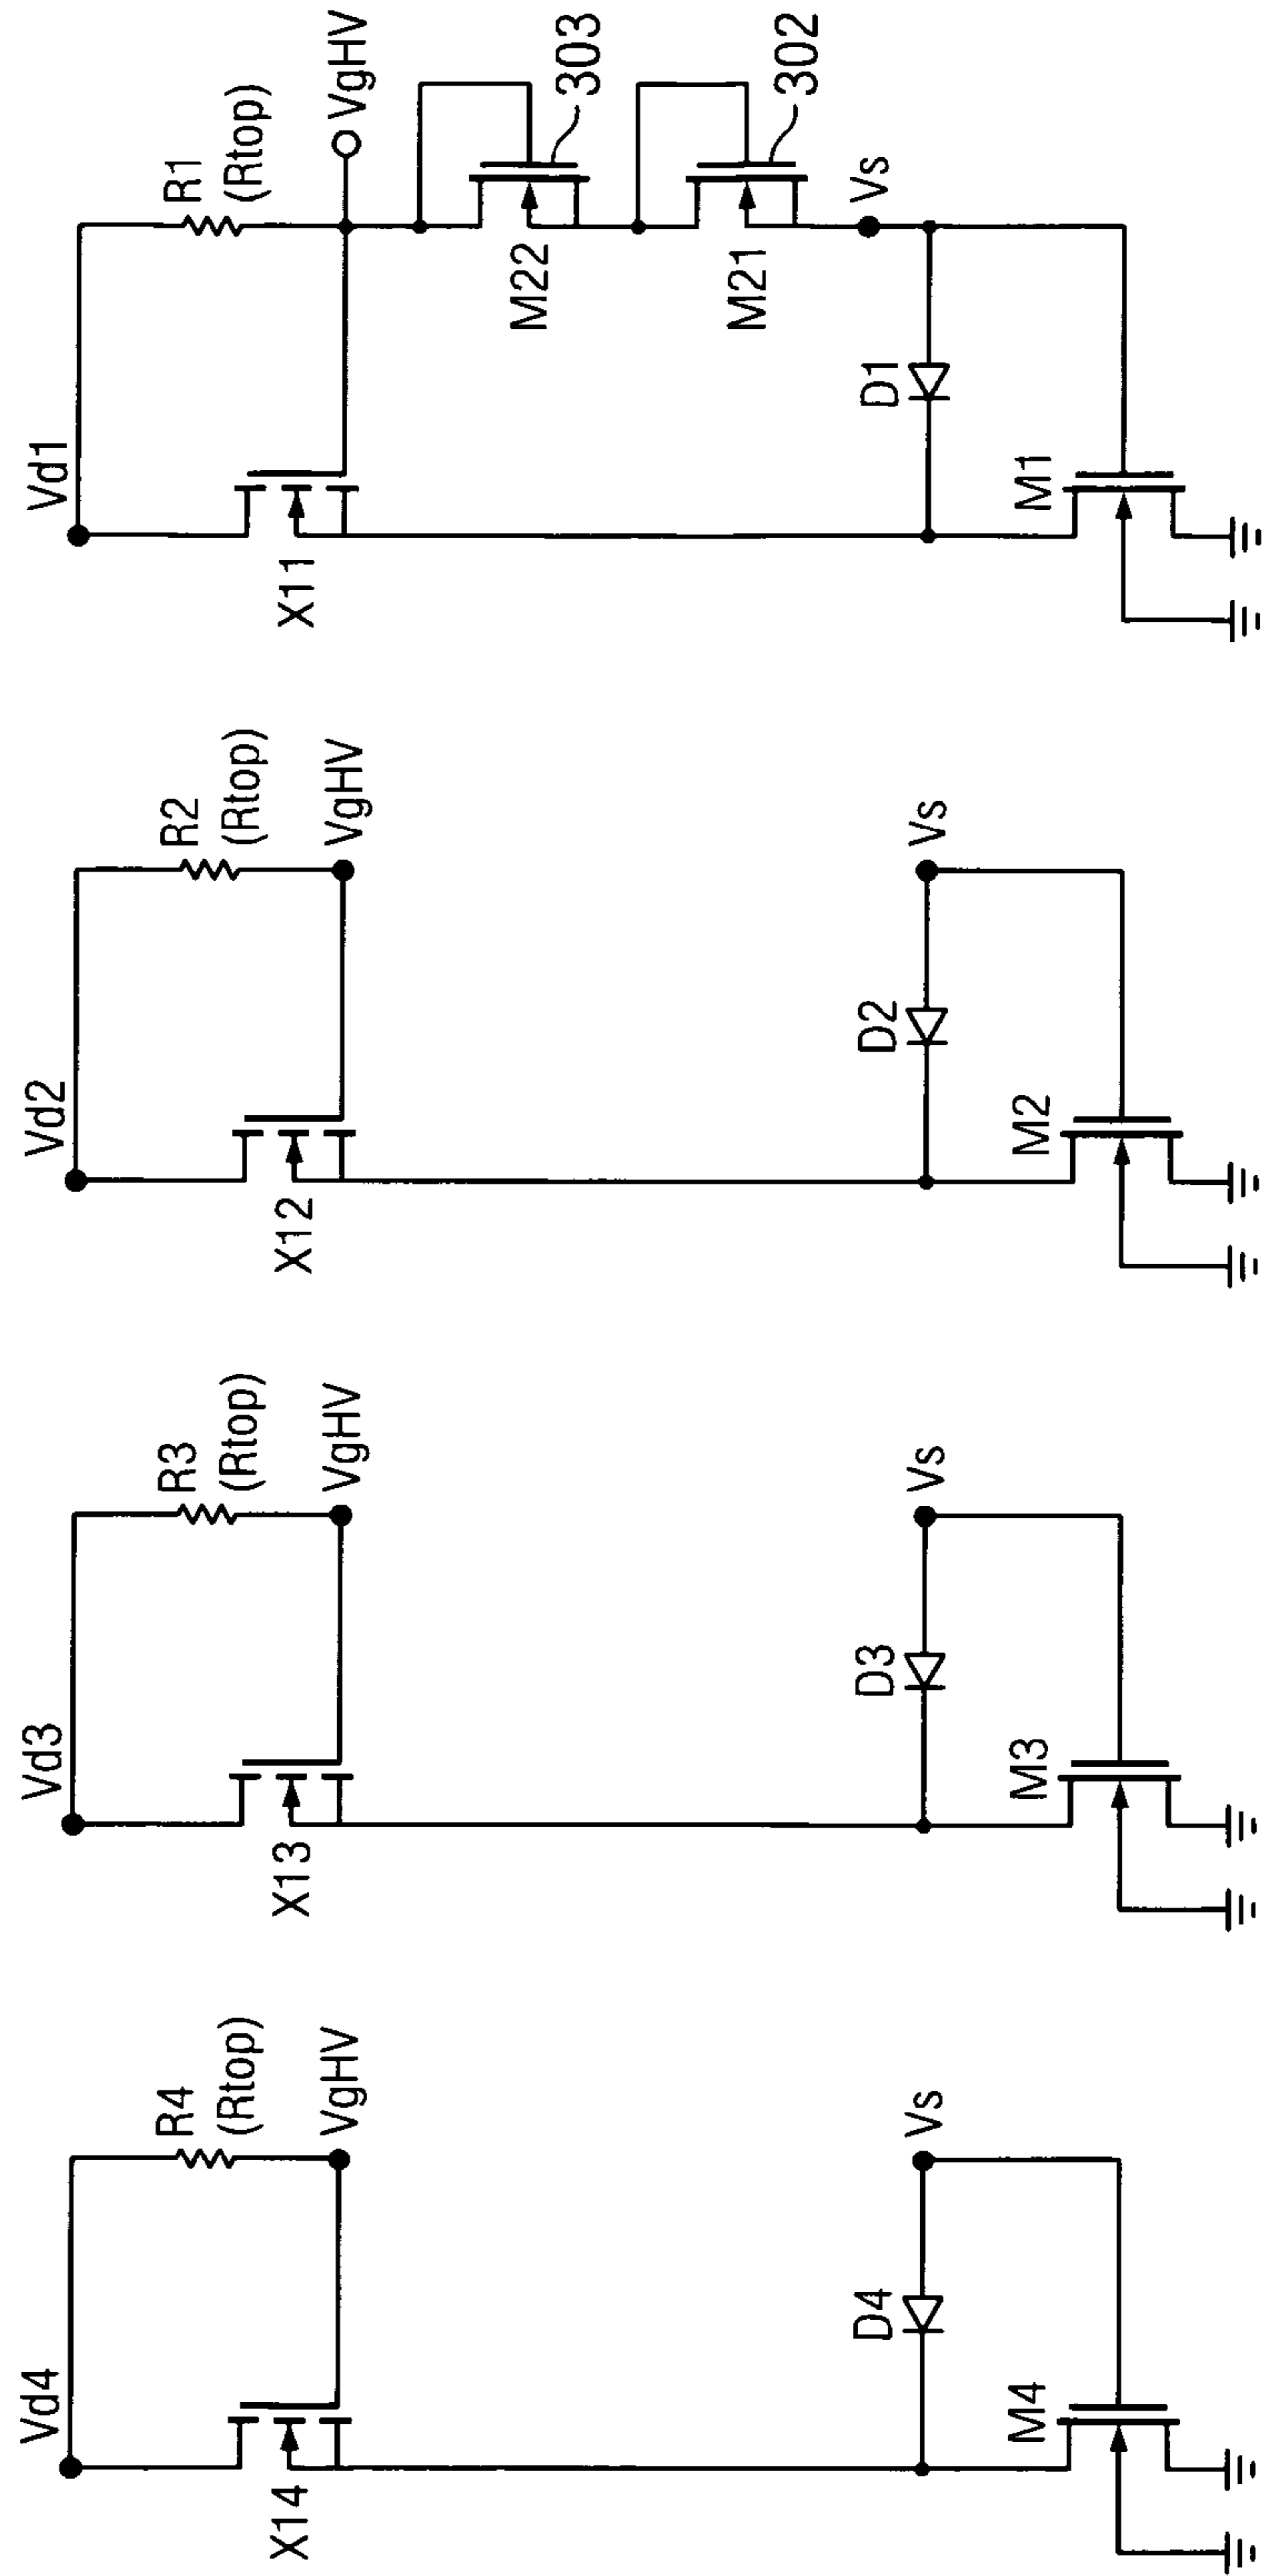 Vd4
R4
(Rtop)
VgHV
X14
D4
Vs
M4
Vd3
R3
(Rtop)
VgHV
X13
D3
Vs
M3
Vd2
R2
(Rtop)
VgHV
X12
D2
Vs
M2
Vd1
R1
(Rtop)
VgHV
X11
M22
303
M21
302
Vs
D1
M1